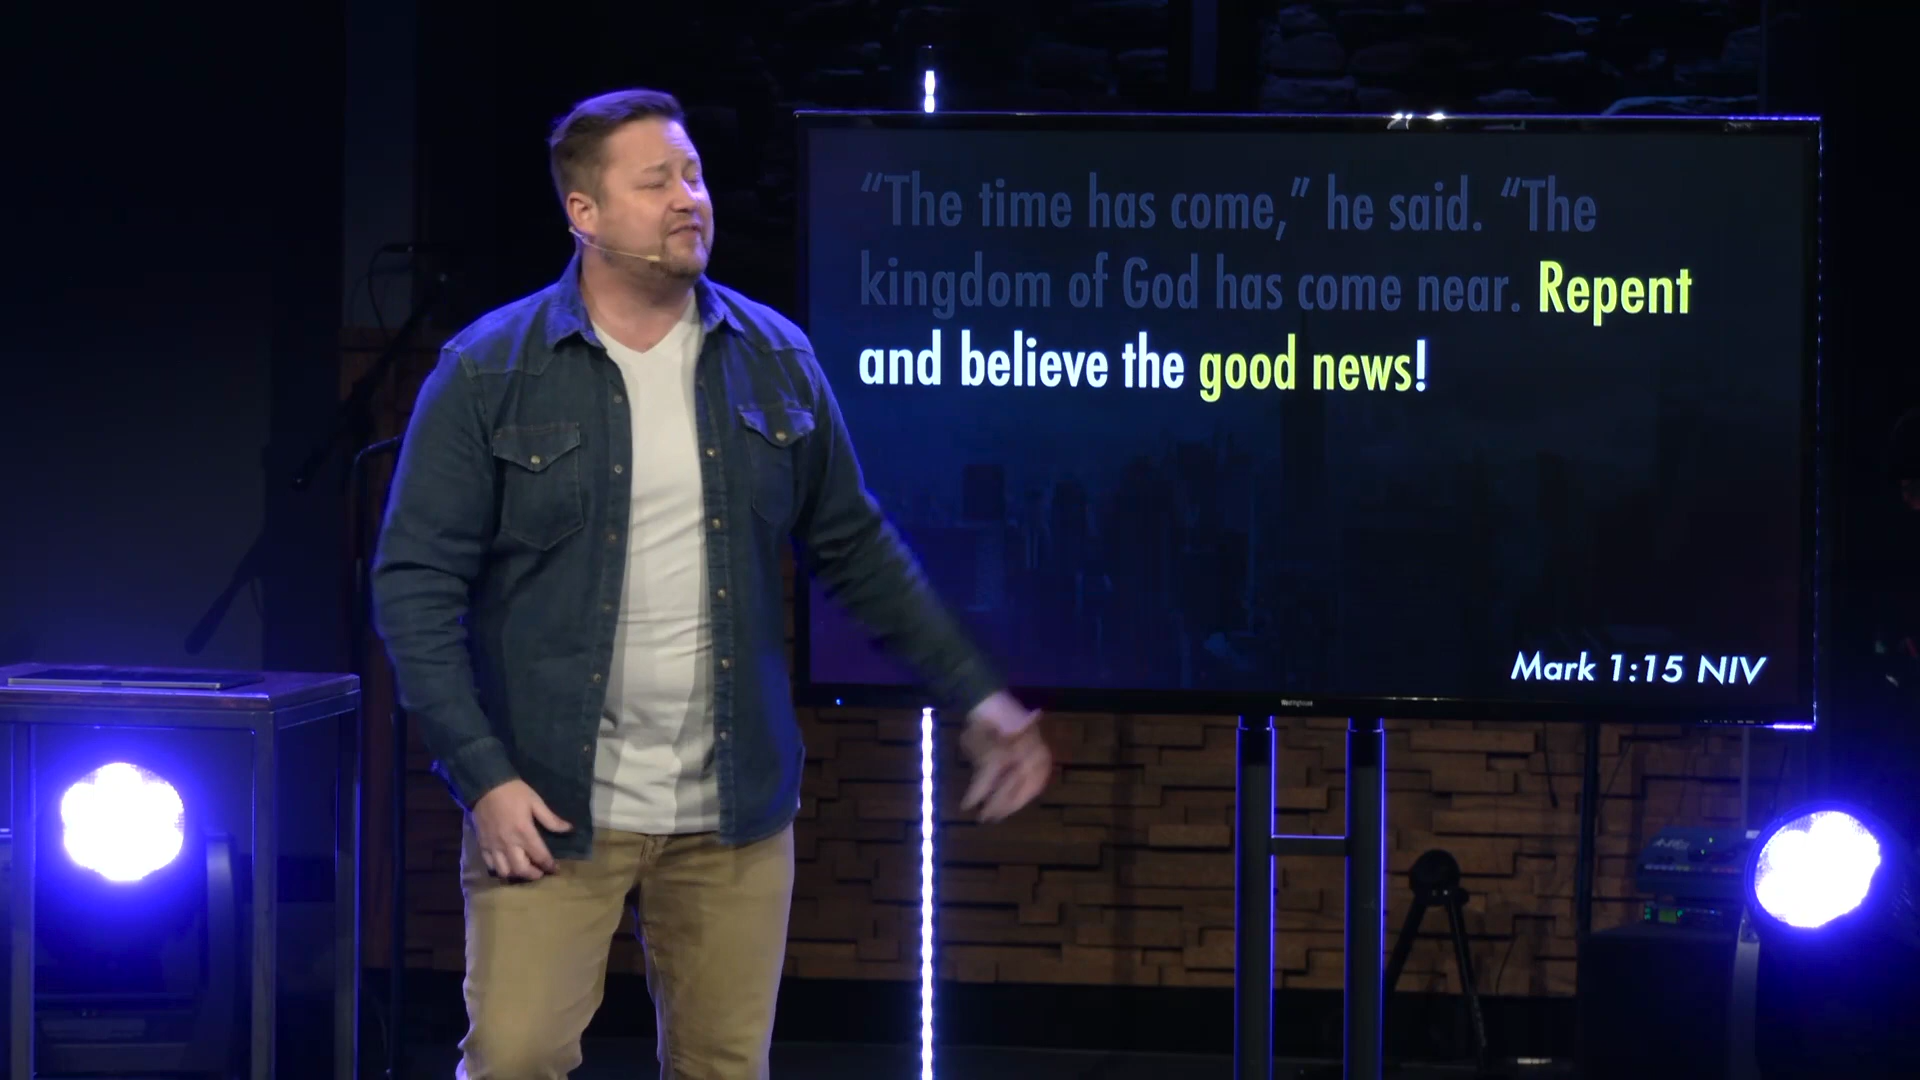 “The time has come,” he said. “The
kingdom of God has come near. Repent
and believe the good news!
Mark 1:15 NIV
Westinghouse